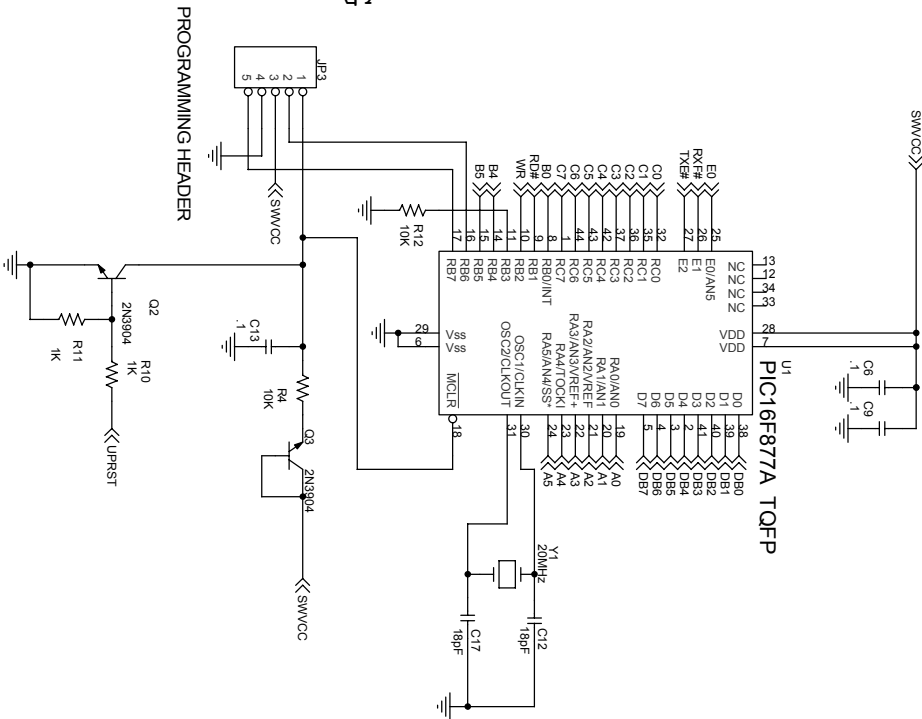 SWVCC
PROGRAMMING HEADER
JP3
1
2
3
4
5
SWVCC
E0 25 E0/AN5
RXF# 26 E1
TXE# 27 E2
C0 32 RC0
C1 35 RC1
C2 36 RC2
C3 37 RC3
C4 42 RC4
C5 43 RC5
C6 44 RC6
C7 1 RC7
B0 8 RB0/INT
RD# 9 RB1
WR 10 RB2
11 RB3
B4 14 RB4
B5 15 RB5
16 RB6
17 RB7
R12
10K
NC 13
NC 12
NC 34
NC 33
VDD 28
VDD 7
29 Vss
6 Vss
U1
PIC16F877A TQFP
C6
.1
C9
.1
D0 38 DB0
D1 39 DB1
D2 40 DB2
D3 41 DB3
D4 2 DB4
D5 3 DB5
D6 4 DB6
D7 5 DB7
RA0/AN0 19 A0
RA1/AN1 20 A1
RA2/AN2/VREF 21 A2
RA3/AN3/VREF+ 22 A3
RA4/TOCKI 23 A4
RA5/AN4/SS* 24 A5
OSC1/CLKIN 30
OSC2/CLKOUT 31
MCLR 18
Y1
20MHz
C12
18pF
C17
18pF
Q2
2N3904
R11
1K
R10
1K
UPRST
C13
.1
R4
10K
Q3
2N3904
SWVCC